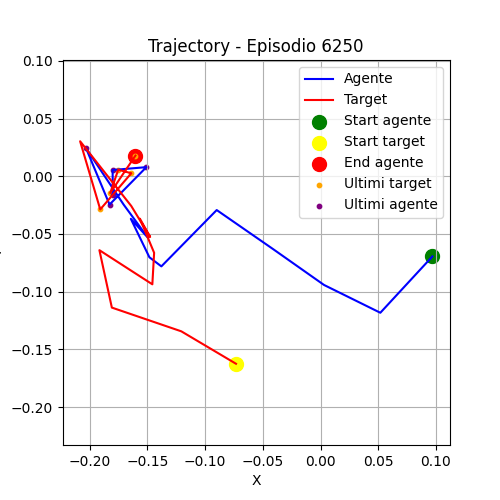 Trajectory - Episodio 6250
Agente
Target
Start agente
Start target
End agente
Ultimi target
Ultimi agente
0.10
0.05
0.00
−0.05
−0.10
−0.15
−0.20
−0.20
−0.15
−0.10
−0.05
0.00
0.05
0.10
X